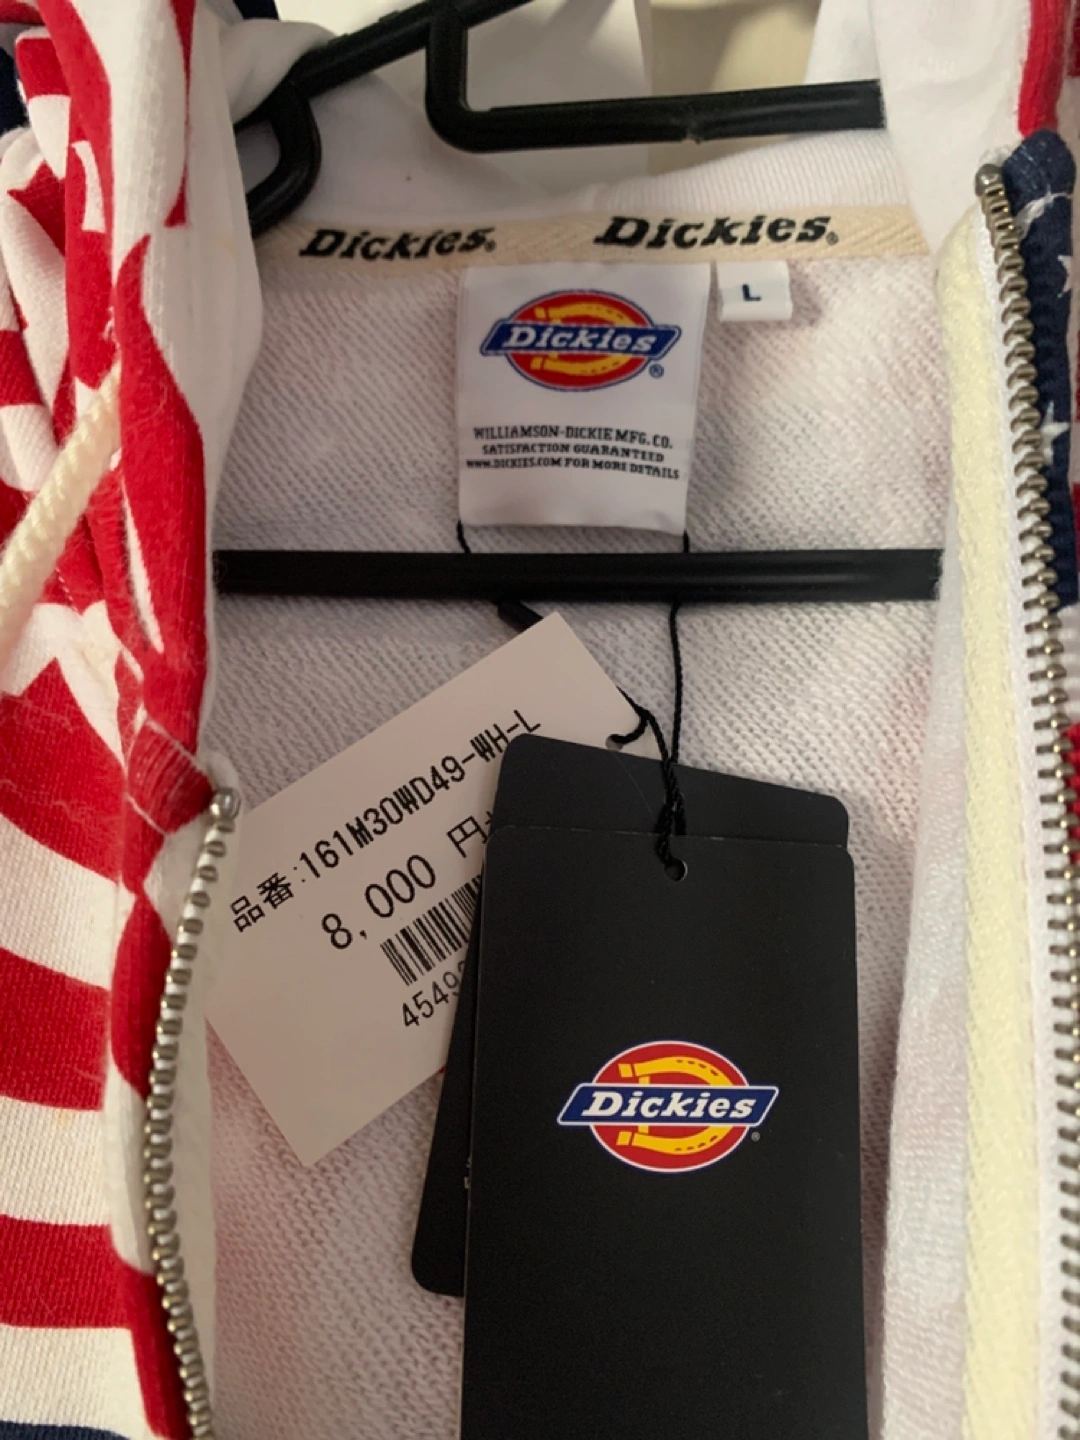 Dickies®
Dickies®
L
Dickies®
WILLIAMSON-DICKIE MFG. CO.
SATISFACTION GUARANTEED
WWW.DICKIES.COM FOR MORE DETAILS
品番:161M30WD49-WH-L
8,000 円
4549
Dickies®